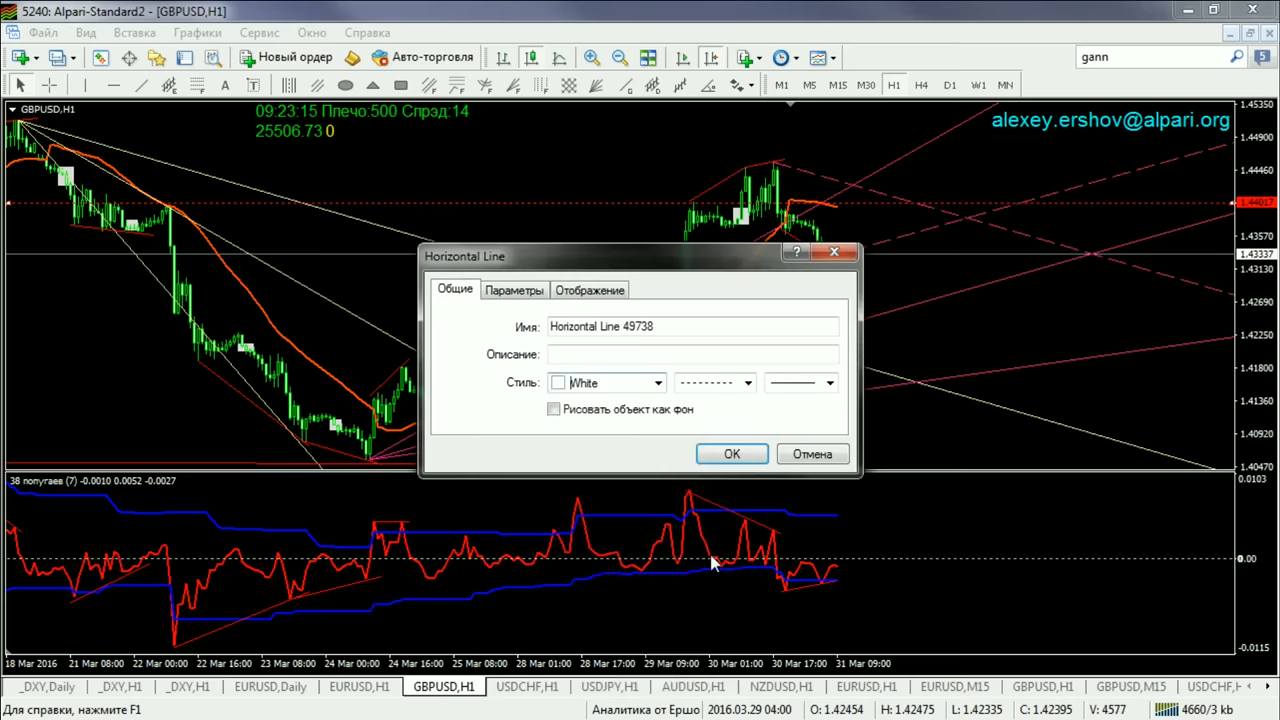 5240: Alpari-Standard2 - [GBPUSD,H1]
Файл Вид Вставка Графики Сервис Окно Справка
Новый ордер Авто-торговля gann
A T M1 M5 M15 M30 H1 H4 D1 W1 MN
GBPUSD,H1
09:23:15 Плечо:500 Спрэд:14
25506.73 0
alexey.ershov@alpari.org
1.45350
1.44900
1.44460
1.44017
1.43570
1.43337
1.43130
1.42690
1.42250
1.41800
1.41360
1.40920
1.40470
Horizontal Line
Общие Параметры Отображение
Имя: Horizontal Line 49738
Описание:
Стиль: White
Рисовать объект как фон
OK Отмена
38 попугаев (7) -0.0010 0.0052 -0.0027
0.0103
0.00
-0.0115
18 Mar 2016 21 Mar 08:00 22 Mar 00:00 22 Mar 16:00 23 Mar 08:00 24 Mar 00:00 24 Mar 16:00 25 Mar 08:00 28 Mar 01:00 28 Mar 17:00 29 Mar 09:00 30 Mar 01:00 30 Mar 17:00 31 Mar 09:00
_DXY,Daily _DXY,H1 _DXY,H1 EURUSD,Daily EURUSD,H1 GBPUSD,H1 USDCHF,H1 USDJPY,H1 AUDUSD,H1 NZDUSD,H1 EURUSD,H1 EURUSD,M15 GBPUSD,H1 GBPUSD,M15 USDCHF,H
Для справки, нажмите F1 Аналитика от Ершо 2016.03.29 04:00 O: 1.42454 H: 1.42475 L: 1.42335 C: 1.42395 V: 4577 4660/3 kb